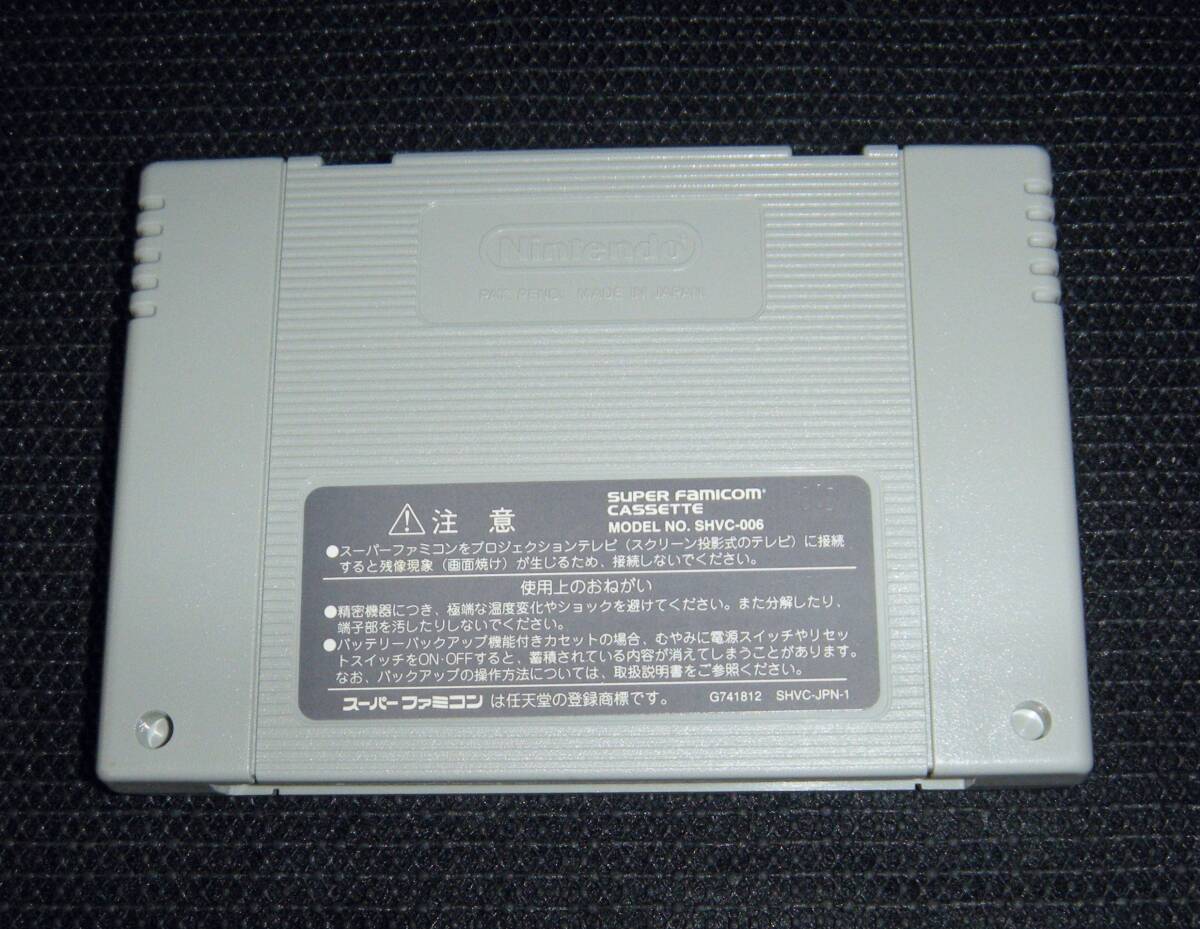 Nintendo
PAT. PEND. MADE IN JAPAN
⚠注 意
SUPER FAMICOM
CASSETTE
MODEL NO. SHVC-006
●スーパーファミコンをプロジェクションテレビ（スクリーン投影式のテレビ）に接続
すると残像現象（画面焼け）が生じるため、接続しないでください。
使用上のおねがい
●精密機器につき、極端な温度変化やショックを避けてください。また分解したり、
端子部を汚したりしないでください。
●バッテリーバックアップ機能付きカセットの場合、むやみに電源スイッチやリセッ
トスイッチをON・OFFすると、蓄積されている内容が消えてしまうことがあります。
なお、バックアップの操作方法については、取扱説明書をご参照ください。
スーパーファミコン は任天堂の登録商標です。 G741812 SHVC-JPN-1